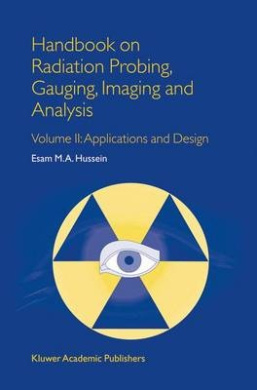 Handbook on
Radiation Probing,
Gauging, Imaging and
Analysis
Volume II: Applications and Design
Esam M.A. Hussein
Kluwer Academic Publishers